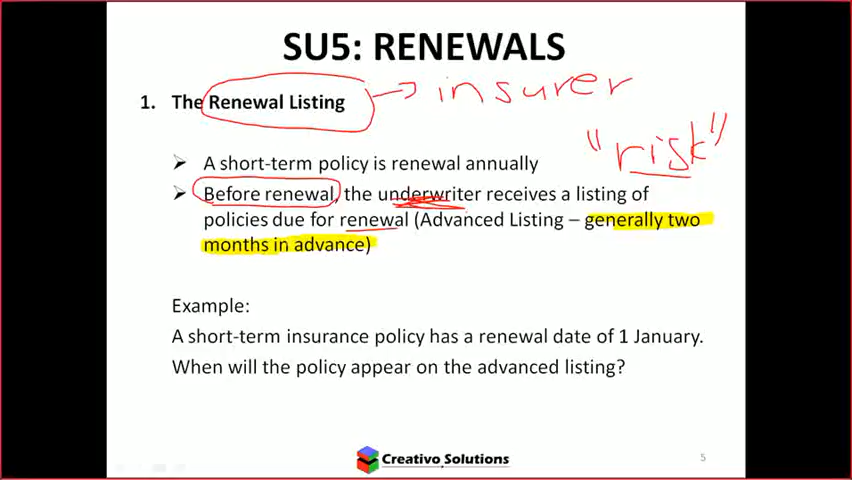 SU5: RENEWALS
1. The Renewal Listing → insurer
"risk"
➢ A short-term policy is renewal annually
➢ Before renewal, the underwriter receives a listing of
policies due for renewal (Advanced Listing – generally two
months in advance)
Example:
A short-term insurance policy has a renewal date of 1 January.
When will the policy appear on the advanced listing?
Creativo Solutions
5